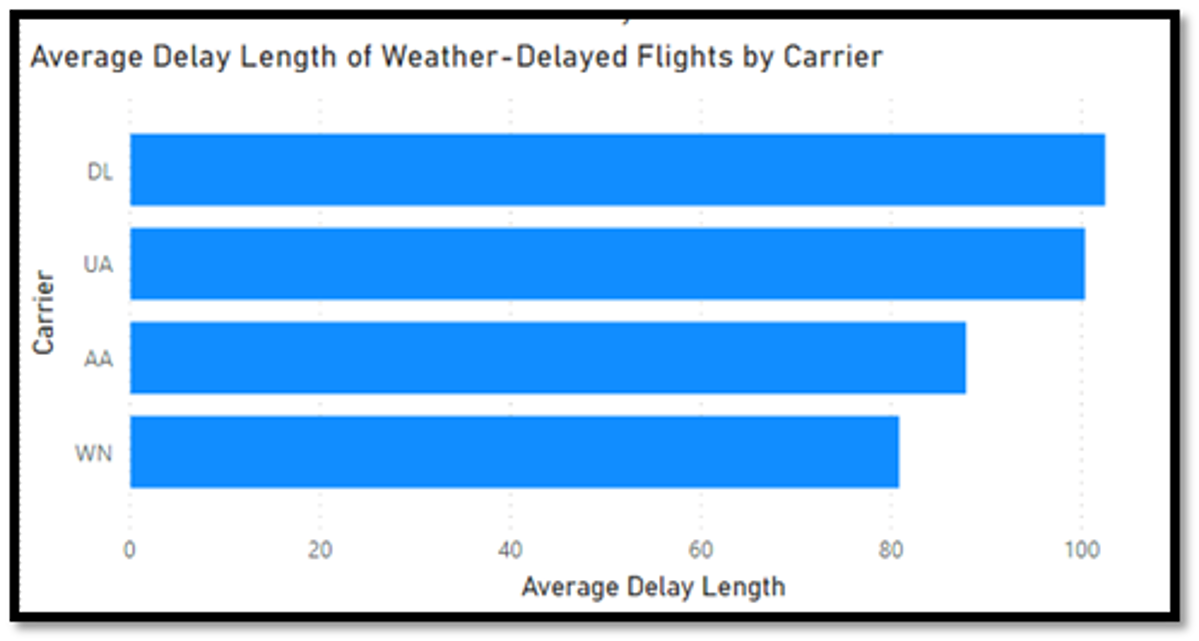 Average Delay Length of Weather-Delayed Flights by Carrier
DL
UA
AA
WN
Carrier
0 20 40 60 80 100
Average Delay Length